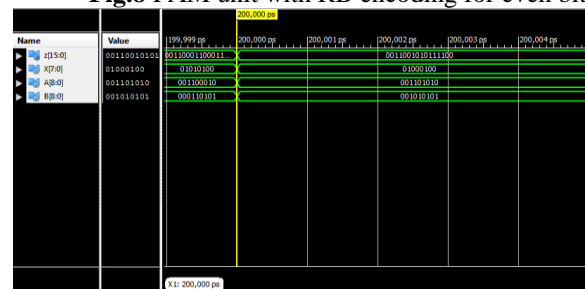 Fig.8 FAM unit with RB encoding for even bit
200,000 ps
Name Value 199,999 ps 200,000 ps 200,001 ps 200,002 ps 200,003 ps 200,004 ps
z[15:0] 00110010101 0011000110001 1... 0011001010111100
X[7:0] 01000100 01010100 01000100
A[8:0] 001101010 001100010 001101010
B[8:0] 001010101 000110101 001010101
X1: 200,000 ps